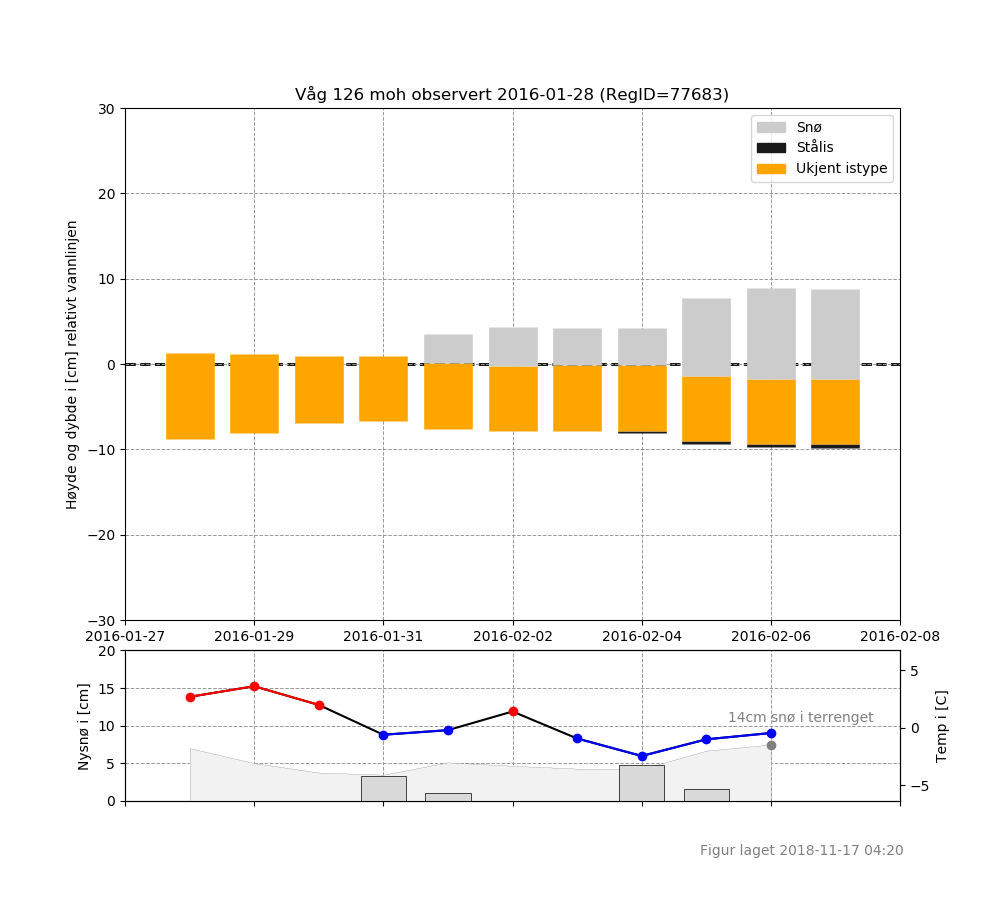 Våg 126 moh observert 2016-01-28 (RegID=77683)
Høyde og dybde i [cm] relativt vannlinjen
30
20
10
0
−10
−20
−30
Snø
Stålis
Ukjent istype
2016-01-27
2016-01-29
2016-01-31
2016-02-02
2016-02-04
2016-02-06
2016-02-08
Nysnø i [cm]
20
15
10
5
0
14cm snø i terrenget
5
0
−5
Temp i [C]
Figur laget 2018-11-17 04:20